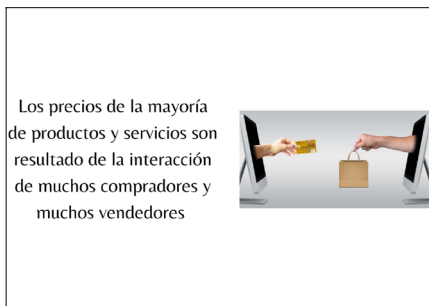 Los precios de la mayoría
de productos y servicios son
resultado de la interacción
de muchos compradores y
muchos vendedores